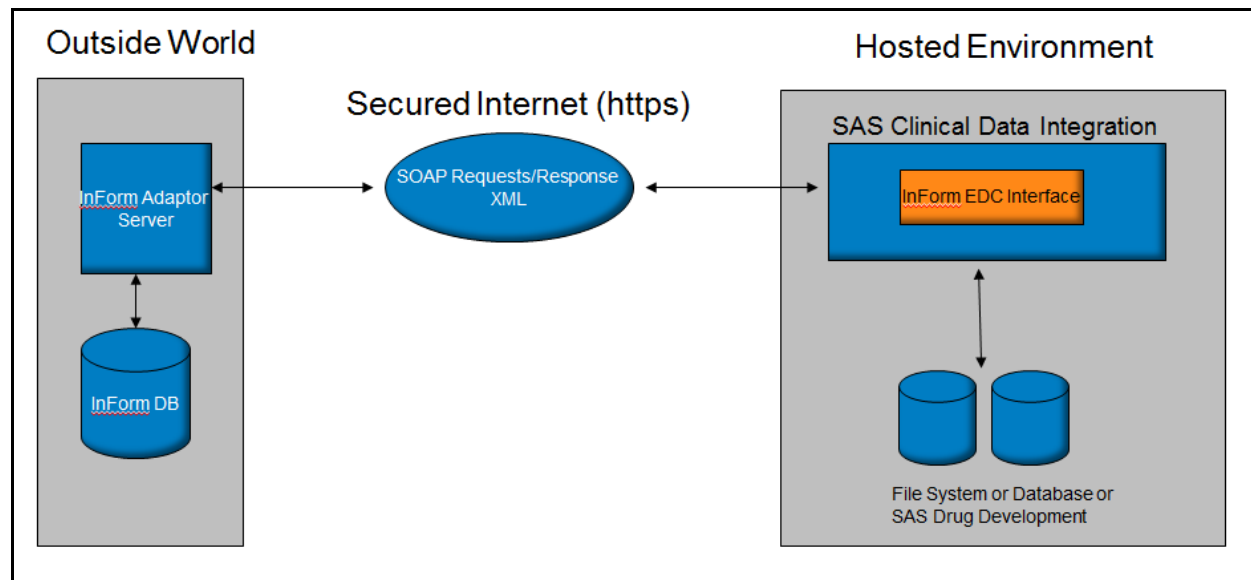 Outside World
InForm Adaptor
Server
InForm DB
Secured Internet (https)
SOAP Requests/Response
XML
Hosted Environment
SAS Clinical Data Integration
InForm EDC Interface
File System or Database or
SAS Drug Development